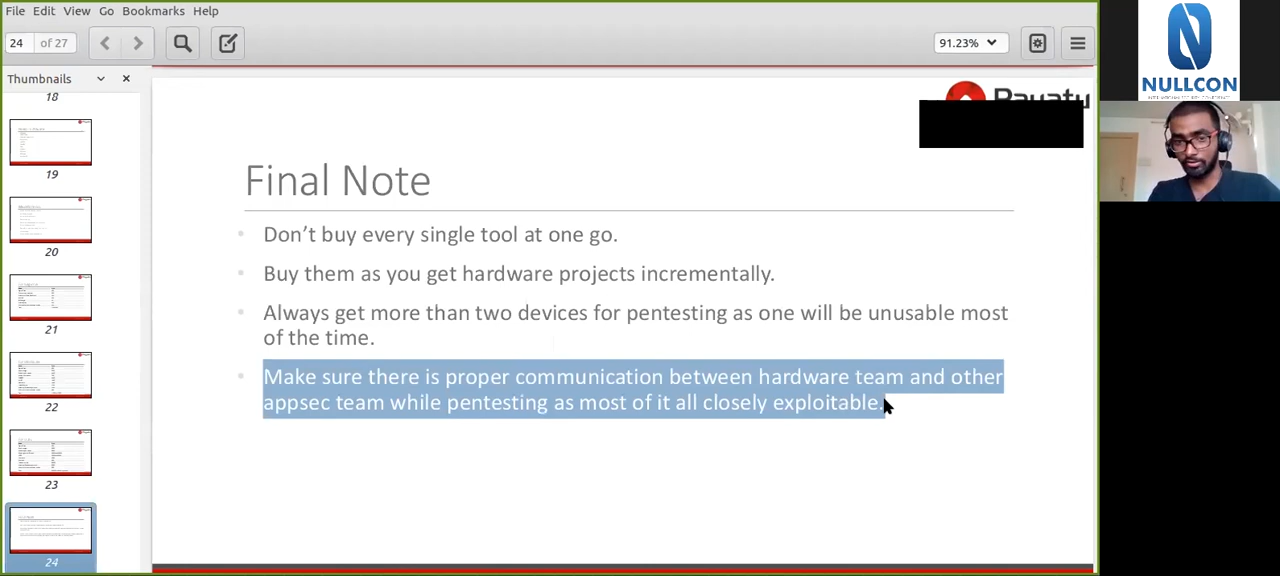 File Edit View Go Bookmarks Help
24 of 27
91.23%
Thumbnails
18
19
20
21
22
23
24
Payatu
Final Note
• Don't buy every single tool at one go.
• Buy them as you get hardware projects incrementally.
• Always get more than two devices for pentesting as one will be unusable most
of the time.
• Make sure there is proper communication between hardware team and other
appsec team while pentesting as most of it all closely exploitable.
NULLCON